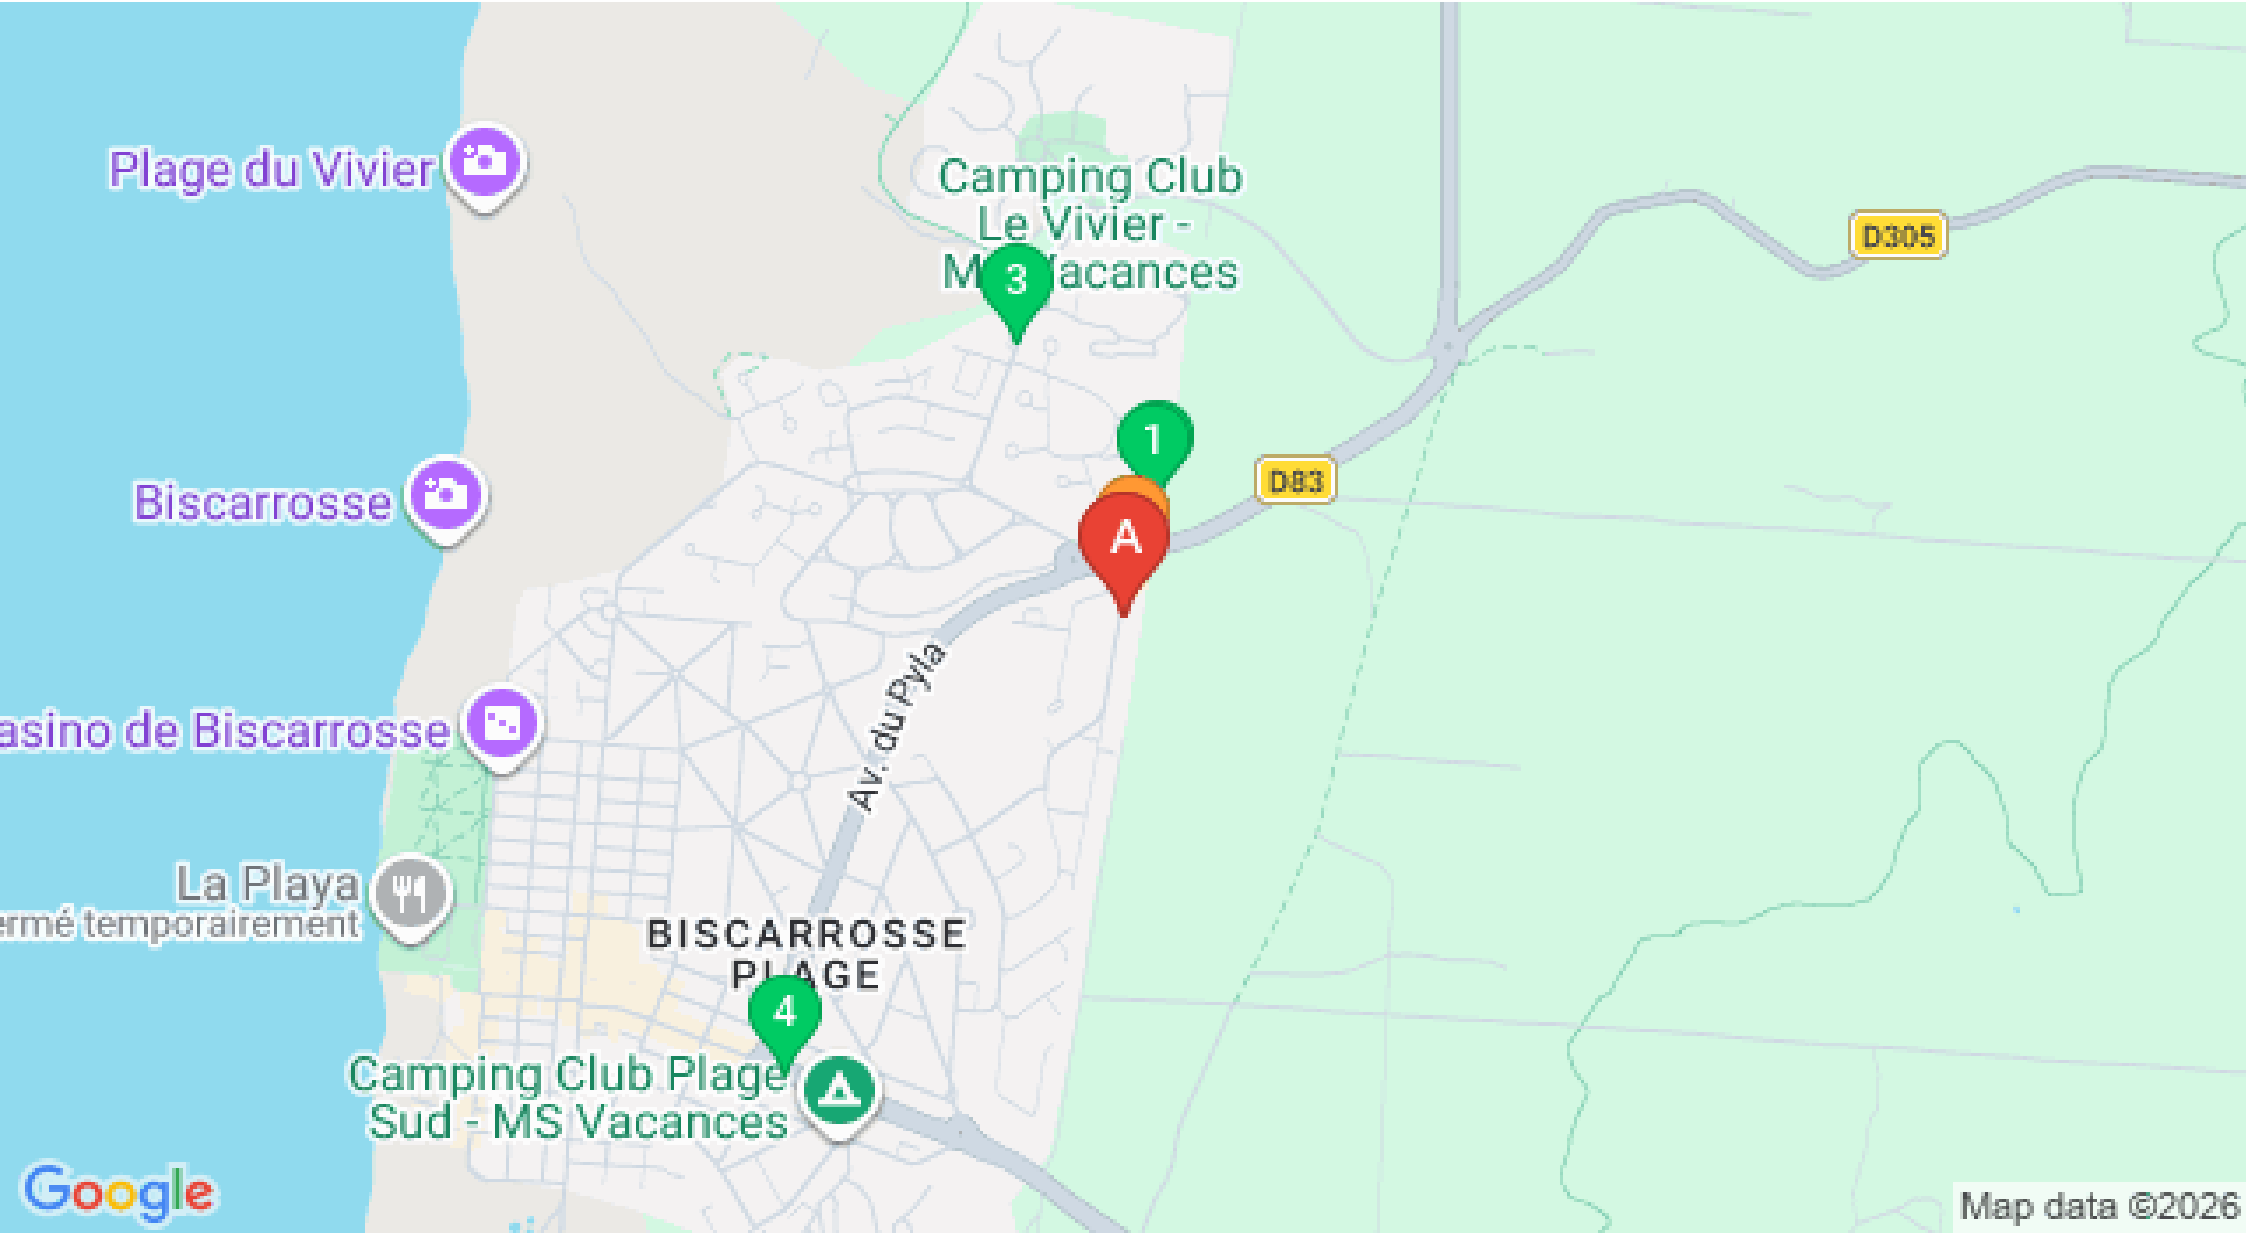 Plage du Vivier
Camping Club
Le Vivier -
Vacances
D305
3
1
D83
Biscarrosse
A
Av. du Pyla
asino de Biscarrosse
La Playa
ermé temporairement
BISCARROSSE
PLAGE
4
Camping Club Plage
Sud - MS Vacances
Google
Map data ©2026